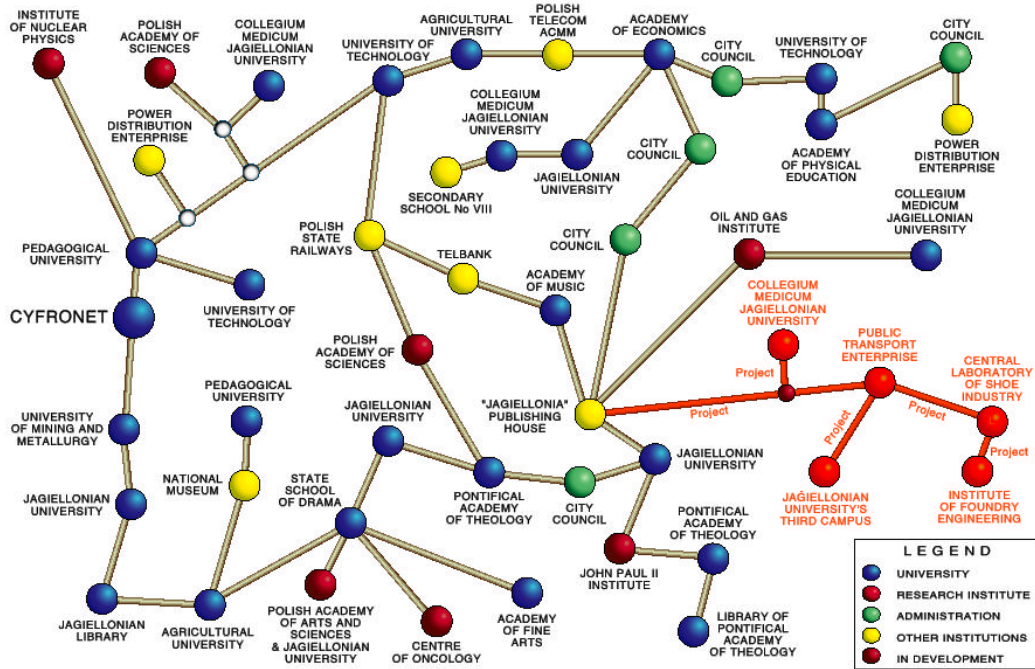 INSTITUTE
OF NUCLEAR
PHYSICS
POLISH
ACADEMY OF
SCIENCES
COLLEGIUM
MEDICUM
JAGIELLONIAN
UNIVERSITY
UNIVERSITY OF
TECHNOLOGY
AGRICULTURAL
UNIVERSITY
POLISH
TELECOM
ACMM
ACADEMY
OF ECONOMICS
CITY
COUNCIL
UNIVERSITY OF
TECHNOLOGY
CITY
COUNCIL
POWER
DISTRIBUTION
ENTERPRISE
COLLEGIUM
MEDICUM
JAGIELLONIAN
UNIVERSITY
SECONDARY
SCHOOL No VIII
JAGIELLONIAN
UNIVERSITY
CITY
COUNCIL
ACADEMY
OF PHYSICAL
EDUCATION
POWER
DISTRIBUTION
ENTERPRISE
COLLEGIUM
MEDICUM
JAGIELLONIAN
UNIVERSITY
PEDAGOGICAL
UNIVERSITY
POLISH
STATE
RAILWAYS
TELBANK
CITY
COUNCIL
OIL AND GAS
INSTITUTE
ACADEMY
OF MUSIC
UNIVERSITY OF
TECHNOLOGY
CYFRONET
COLLEGIUM
MEDICUM
JAGIELLONIAN
UNIVERSITY
PUBLIC
TRANSPORT
ENTERPRISE
CENTRAL
LABORATORY
OF SHOE
INDUSTRY
POLISH
ACADEMY OF
SCIENCES
Project
Project
Project
Project
Project
PEDAGOGICAL
UNIVERSITY
JAGIELLONIAN
UNIVERSITY
"JAGIELLONIA"
PUBLISHING
HOUSE
UNIVERSITY
OF MINING AND
METALLURGY
JAGIELLONIAN
UNIVERSITY
NATIONAL
MUSEUM
STATE
SCHOOL
OF DRAMA
PONTIFICAL
ACADEMY
OF THEOLOGY
CITY
COUNCIL
JAGIELLONIAN
UNIVERSITY
JAGIELLONIAN
UNIVERSITY'S
THIRD CAMPUS
INSTITUTE
OF FOUNDRY
ENGINEERING
PONTIFICAL
ACADEMY
OF THEOLOGY
JOHN PAUL II
INSTITUTE
JAGIELLONIAN
LIBRARY
AGRICULTURAL
UNIVERSITY
POLISH ACADEMY
OF ARTS AND
SCIENCES
& JAGIELLONIAN
UNIVERSITY
CENTRE
OF ONCOLOGY
ACADEMY
OF FINE
ARTS
LIBRARY OF
PONTIFICAL
ACADEMY OF
THEOLOGY
LEGEND
UNIVERSITY
RESEARCH INSTITUTE
ADMINISTRATION
OTHER INSTITUTIONS
IN DEVELOPMENT